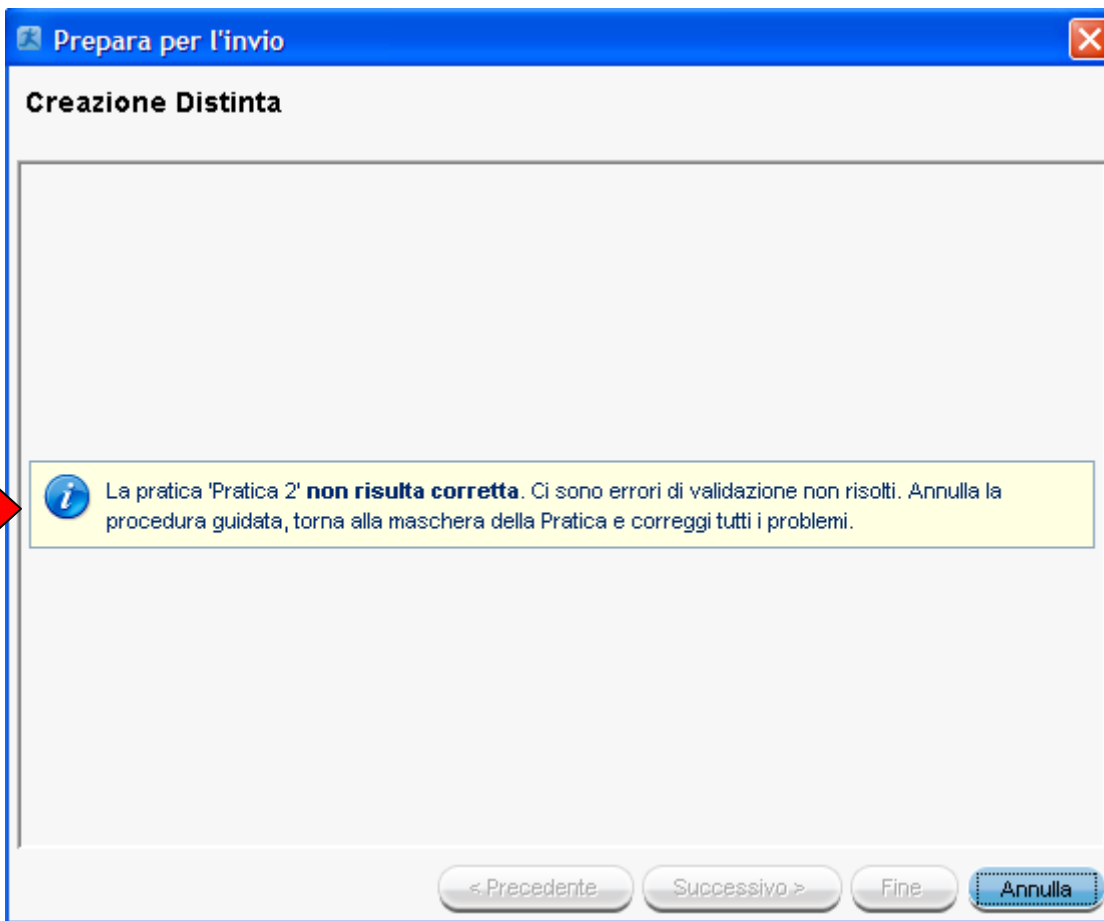 Prepara per l'invio
Creazione Distinta
La pratica 'Pratica 2' non risulta corretta. Ci sono errori di validazione non risolti. Annulla la
procedura guidata, torna alla maschera della Pratica e correggi tutti i problemi.
< Precedente Successivo > Fine Annulla